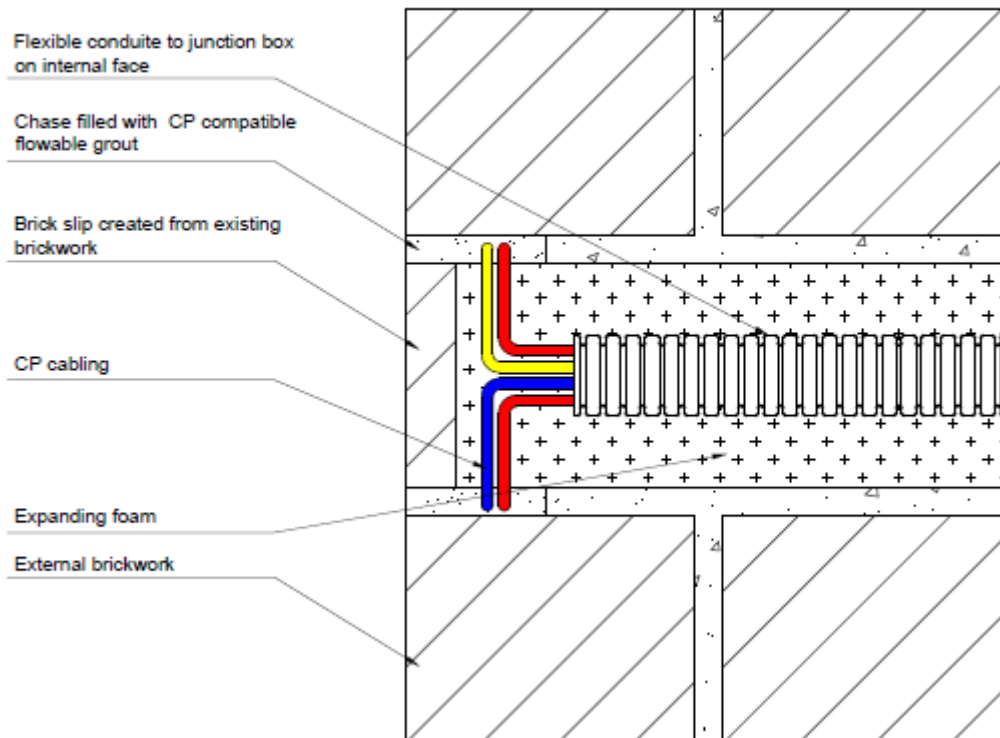 Flexible conduite to junction box
on internal face
Chase filled with CP compatible
flowable grout
Brick slip created from existing
brickwork
CP cabling
Expanding foam
External brickwork